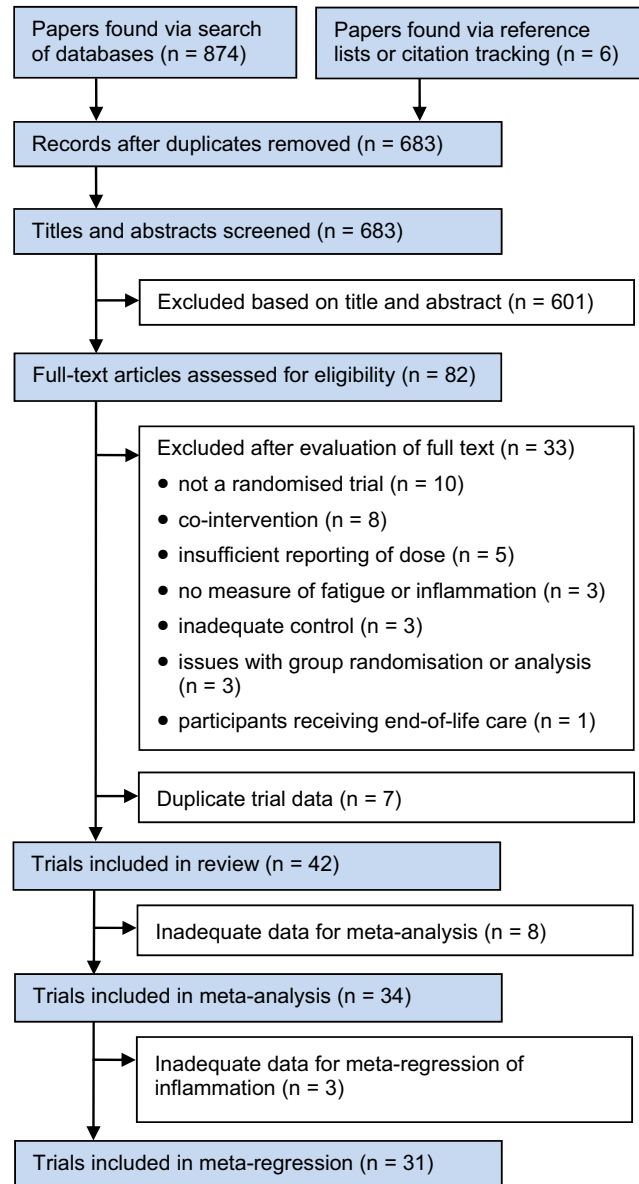 Papers found via search
of databases (n = 874)
Papers found via reference
lists or citation tracking (n = 6)
Records after duplicates removed (n = 683)
Titles and abstracts screened (n = 683)
Excluded based on title and abstract (n = 601)
Full-text articles assessed for eligibility (n = 82)
Excluded after evaluation of full text (n = 33)
• not a randomised trial (n = 10)
• co-intervention (n = 8)
• insufficient reporting of dose (n = 5)
• no measure of fatigue or inflammation (n = 3)
• inadequate control (n = 3)
• issues with group randomisation or analysis
(n = 3)
• participants receiving end-of-life care (n = 1)
Duplicate trial data (n = 7)
Trials included in review (n = 42)
Inadequate data for meta-analysis (n = 8)
Trials included in meta-analysis (n = 34)
Inadequate data for meta-regression of
inflammation (n = 3)
Trials included in meta-regression (n = 31)